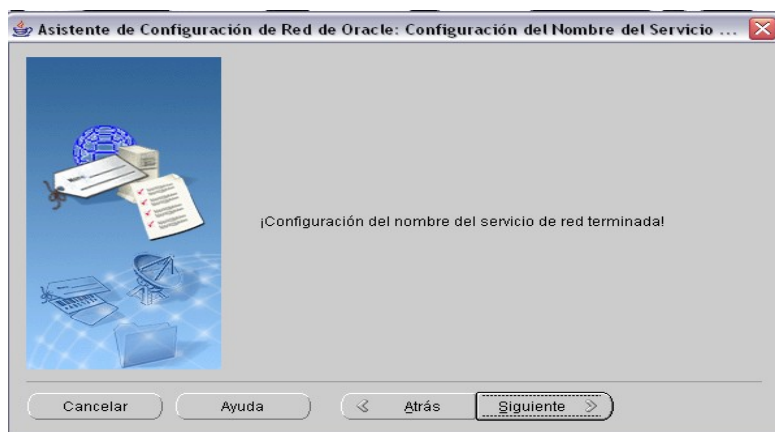 Asistente de Configuración de Red de Oracle: Configuración del Nombre del Servicio ...
¡Configuración del nombre del servicio de red terminada!
Cancelar
Ayuda
Atrás
Siguiente